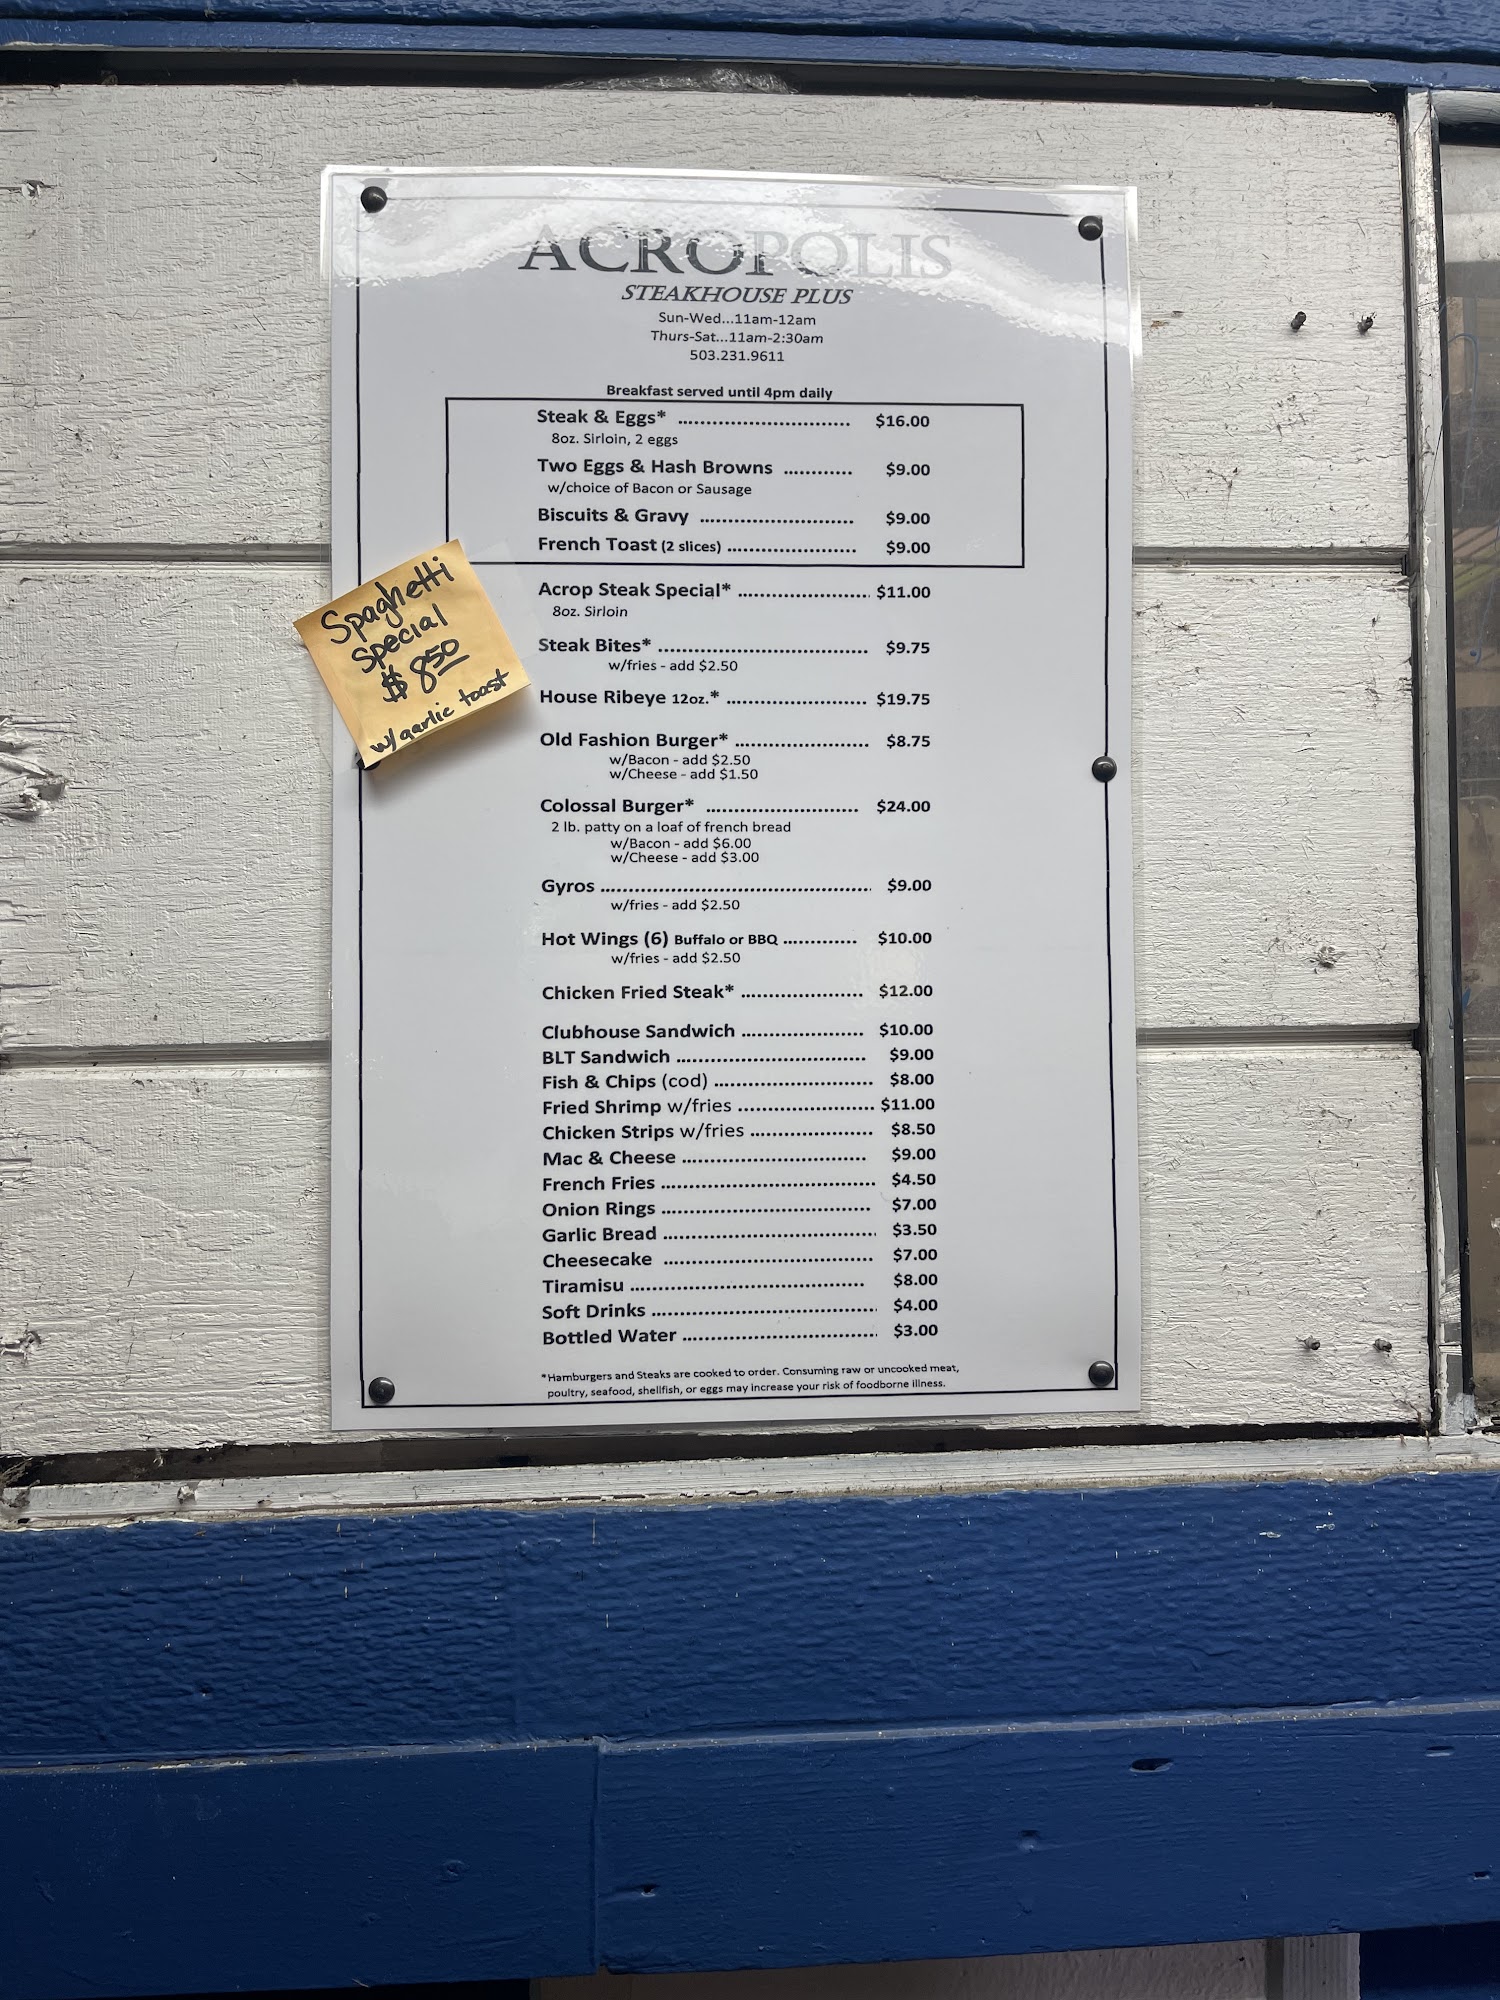 ACROPOLIS
STEAKHOUSE PLUS
Sun-Wed...11am-12am
Thurs-Sat...11am-2:30am
503.231.9611
Breakfast served until 4pm daily
Steak & Eggs* .................................... $16.00
8oz. Sirloin, 2 eggs
Two Eggs & Hash Browns ............ $9.00
w/choice of Bacon or Sausage
Biscuits & Gravy ........................... $9.00
French Toast (2 slices) ....................... $9.00
Spaghetti
Special
$8.50
w/ garlic toast
Acrop Steak Special* ....................... $11.00
8oz. Sirloin
Steak Bites* ..................................... $9.75
w/fries - add $2.50
House Ribeye 12oz.* ......................... $19.75
Old Fashion Burger* ........................ $8.75
w/Bacon - add $2.50
w/Cheese - add $1.50
Colossal Burger* ........................... $24.00
2 lb. patty on a loaf of french bread
w/Bacon - add $6.00
w/Cheese - add $3.00
Gyros ................................................ $9.00
w/fries - add $2.50
Hot Wings (6) Buffalo or BBQ ............. $10.00
w/fries - add $2.50
Chicken Fried Steak* ..................... $12.00
Clubhouse Sandwich ..................... $10.00
BLT Sandwich ................................. $9.00
Fish & Chips (cod) ........................... $8.00
Fried Shrimp w/fries ........................ $11.00
Chicken Strips w/fries ..................... $8.50
Mac & Cheese ................................ $9.00
French Fries ..................................... $4.50
Onion Rings .................................... $7.00
Garlic Bread ..................................... $3.50
Cheesecake .................................... $7.00
Tiramisu ........................................ $8.00
Soft Drinks ....................................... $4.00
Bottled Water .................................. $3.00
*Hamburgers and Steaks are cooked to order. Consuming raw or uncooked meat,
poultry, seafood, shellfish, or eggs may increase your risk of foodborne illness.